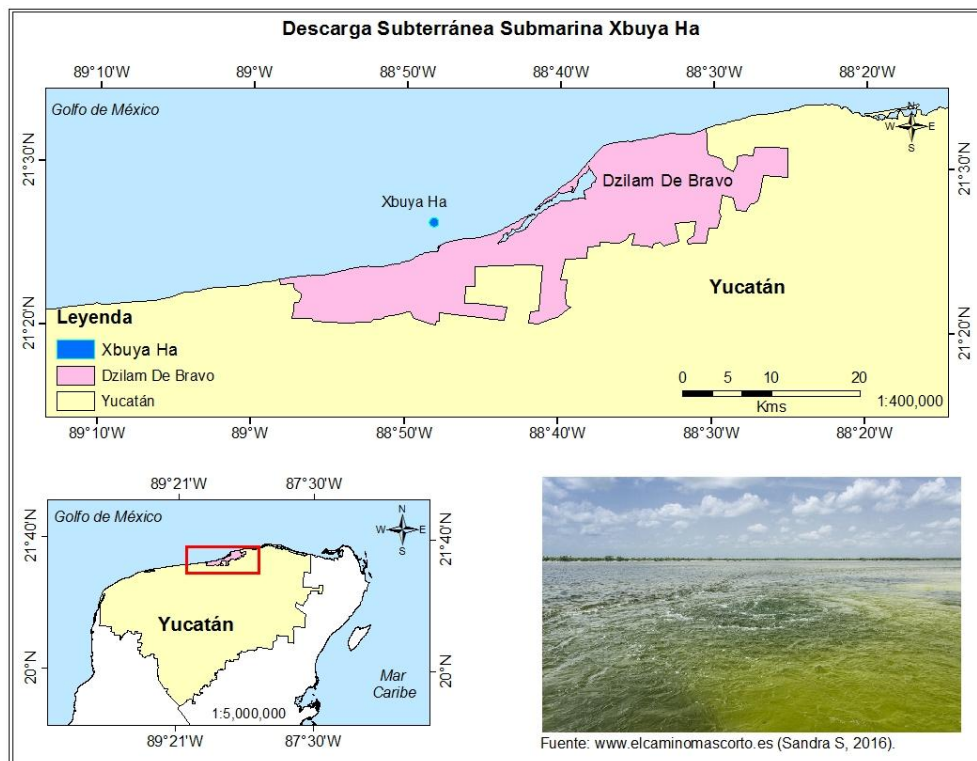 Descarga Subterránea Submarina Xbuya Ha
89°10'W 89°0'W 88°50'W 88°40'W 88°30'W 88°20'W
Golfo de México
N
W E
S
21°30'N 21°30'N
Dzilam De Bravo
Xbuya Ha
Yucatán
Leyenda
21°20'N 21°20'N
Xbuya Ha
Dzilam De Bravo
Yucatán
0 5 10 20
Kms
1:400,000
89°10'W 89°0'W 88°50'W 88°40'W 88°30'W 88°20'W
89°21'W 87°30'W
Golfo de México
N
W E
S
21°40'N 21°40'N
Yucatán
20°N 20°N
Mar
Caribe
1:5,000,000
89°21'W 87°30'W
Fuente: www.elcaminomascorto.es (Sandra S, 2016).